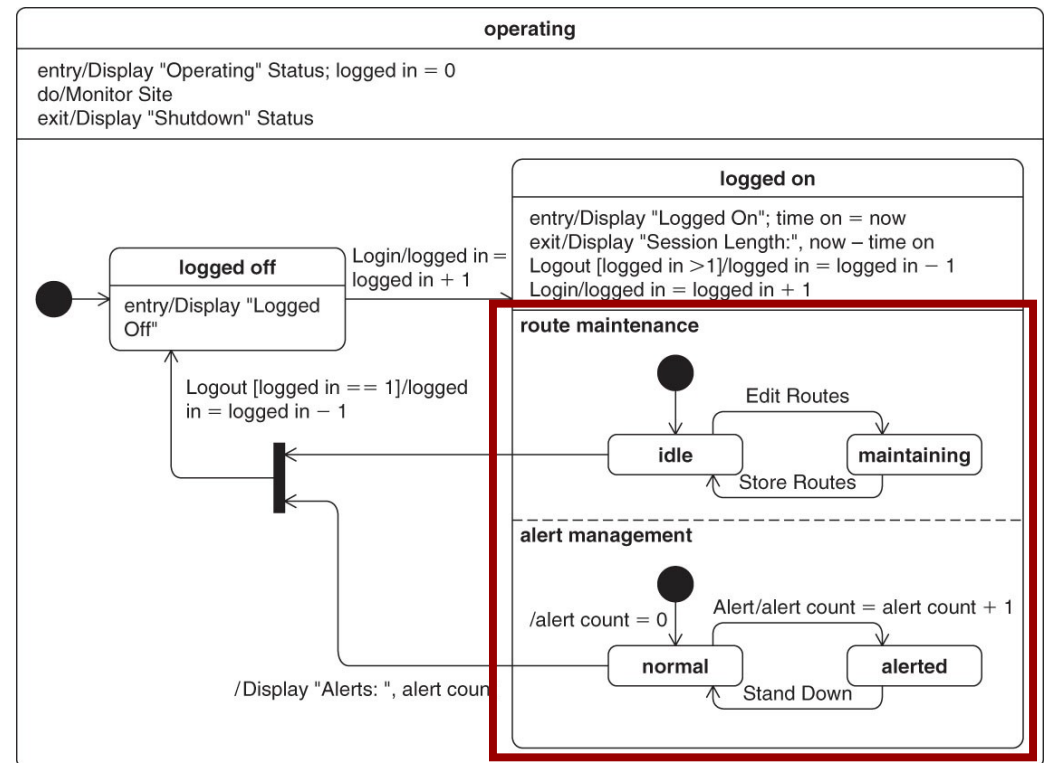 operating
entry/Display "Operating" Status; logged in = 0
do/Monitor Site
exit/Display "Shutdown" Status
logged on
entry/Display "Logged On"; time on = now
exit/Display "Session Length:", now – time on
Logout [logged in >1]/logged in = logged in − 1
Login/logged in = logged in + 1
logged off
entry/Display "Logged
Off"
Login/logged in =
logged in + 1
Logout [logged in == 1]/logged
in = logged in − 1
route maintenance
Edit Routes
idle
maintaining
Store Routes
alert management
/alert count = 0
Alert/alert count = alert count + 1
normal
alerted
Stand Down
/Display "Alerts: ", alert coun